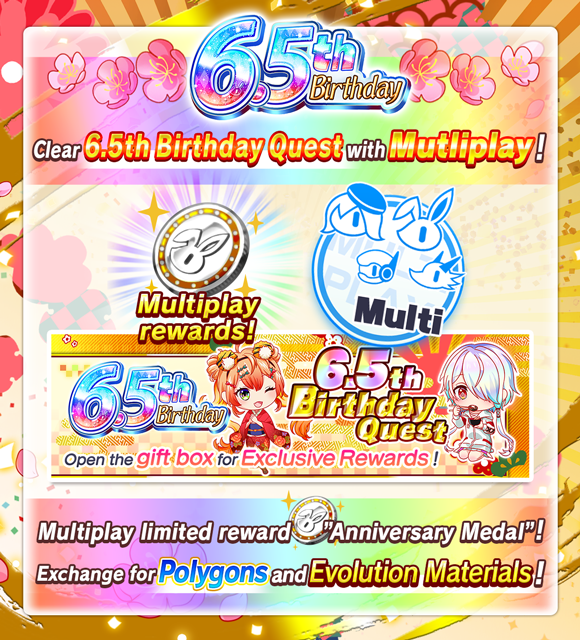 6.5th
Birthday
Clear 6.5th Birthday Quest with Mutliplay!
Multiplay
rewards!
Multi
6.5th
Birthday
6.5th
Birthday
Quest
Open the gift box for Exclusive Rewards!
Multiplay limited reward "Anniversary Medal"!
Exchange for Polygons and Evolution Materials!